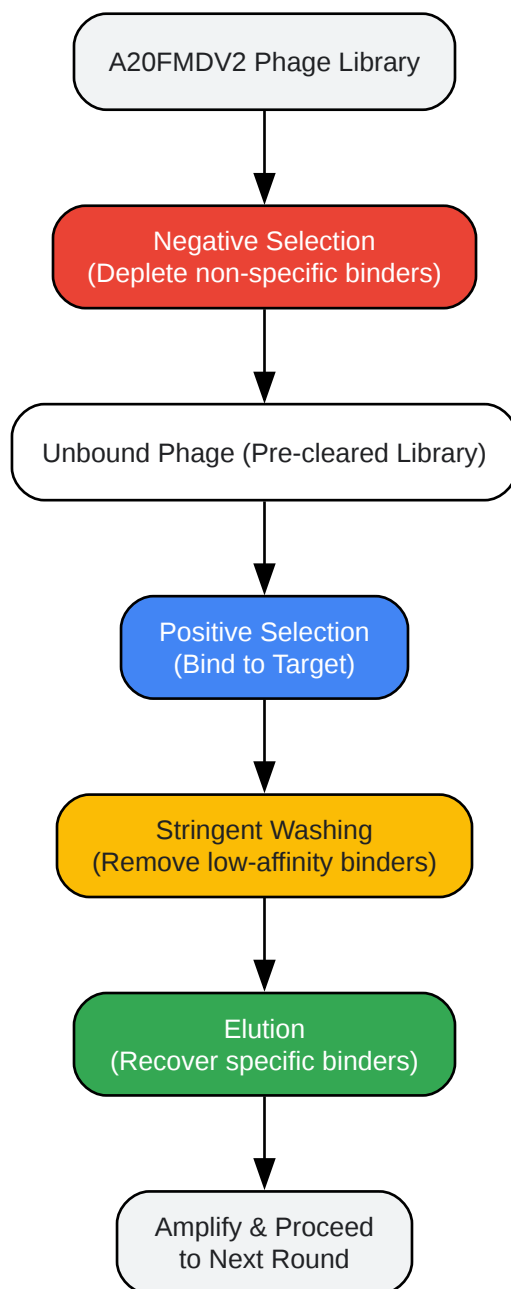 A20FMDV2 Phage Library
Negative Selection
(Deplete non-specific binders)
Unbound Phage (Pre-cleared Library)
Positive Selection
(Bind to Target)
Stringent Washing
(Remove low-affinity binders)
Elution
(Recover specific binders)
Amplify & Proceed
to Next Round